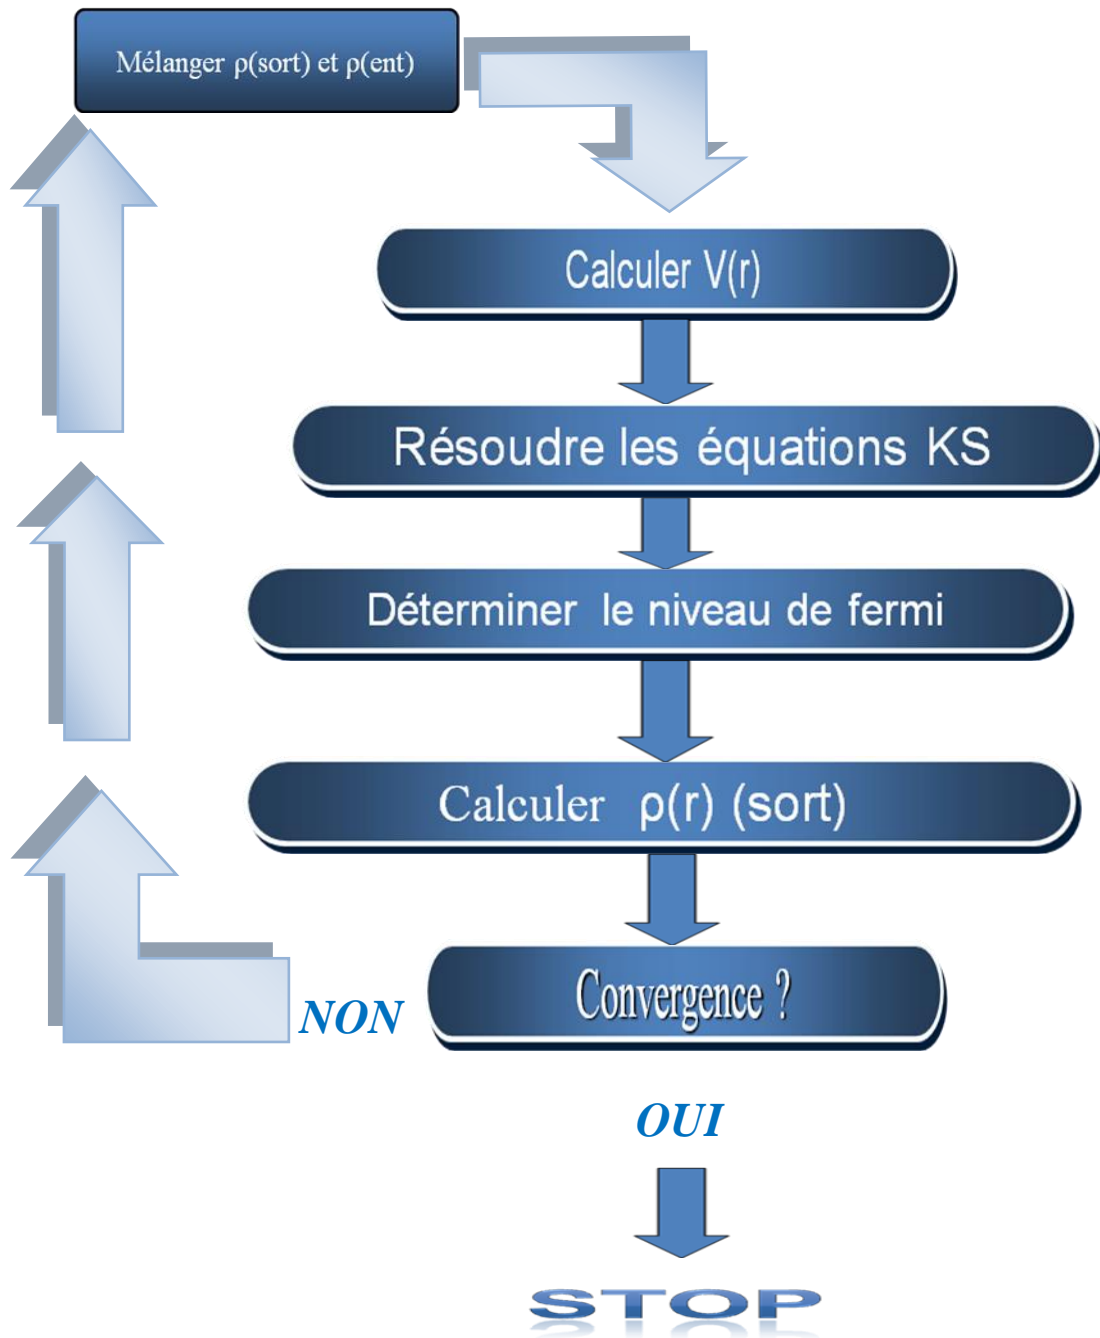 Mélanger ρ(sort) et ρ(ent)
Calculer V(r)
Résoudre les équations KS
Déterminer le niveau de fermi
Calculer ρ(r) (sort)
Convergence ?
NON
OUI
STOP